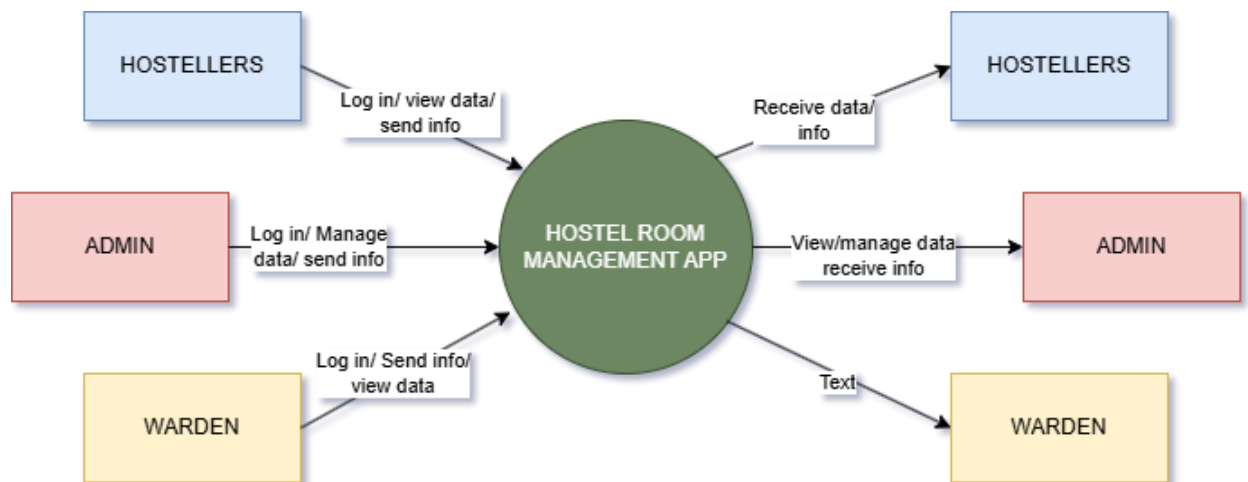 HOSTELLERS
HOSTELLERS
Log in/ view data/
send info
Receive data/
info
ADMIN
Log in/ Manage
data/ send info
HOSTEL ROOM
MANAGEMENT APP
View/manage data
receive info
ADMIN
Log in/ Send info/
view data
Text
WARDEN
WARDEN